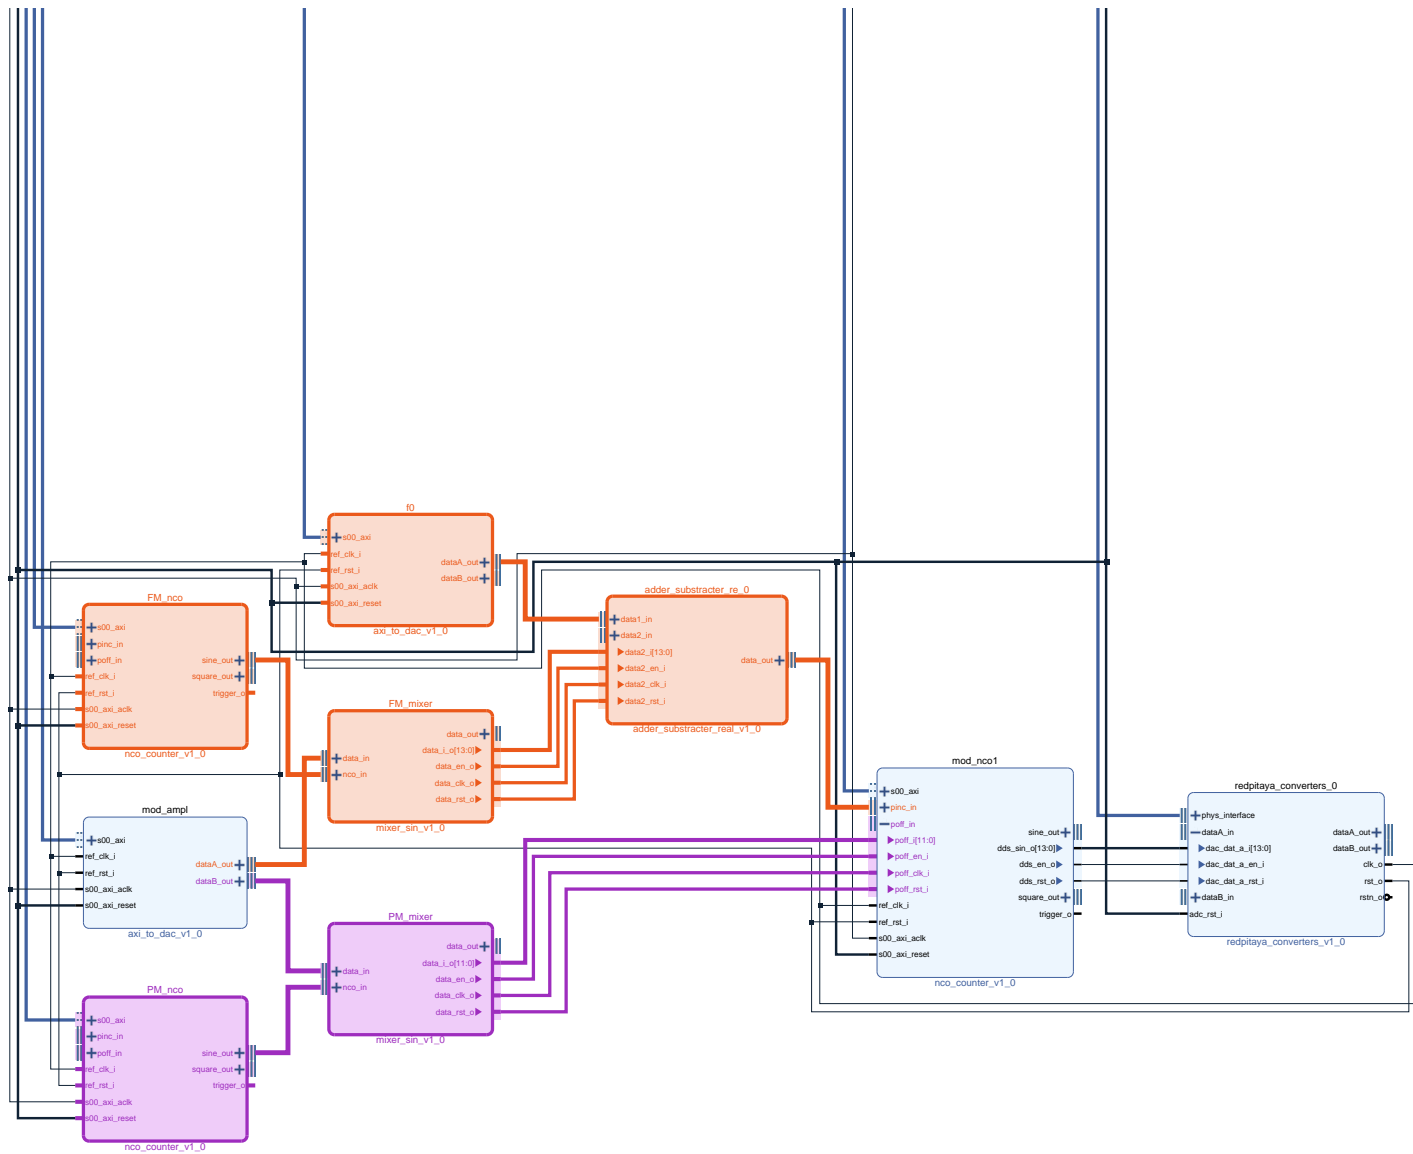 f0
s00_axi
ref_clk_i
ref_rst_i
s00_axi_aclk
s00_axi_reset
dataA_out
dataB_out
axi_to_dac_v1_0
FM_nco
s00_axi
pinc_in
poff_in
ref_clk_i
ref_rst_i
s00_axi_aclk
s00_axi_reset
sine_out
square_out
trigger_o
nco_counter_v1_0
adder_substracter_re_0
data1_in
data2_in
data2_i[13:0]
data2_en_i
data2_clk_i
data2_rst_i
data_out
adder_substracter_real_v1_0
FM_mixer
data_in
nco_in
data_out
data_i_o[13:0]
data_en_o
data_clk_o
data_rst_o
mixer_sin_v1_0
mod_ampl
s00_axi
ref_clk_i
ref_rst_i
s00_axi_aclk
s00_axi_reset
dataA_out
dataB_out
axi_to_dac_v1_0
mod_nco1
s00_axi
pinc_in
poff_in
poff_i[11:0]
poff_en_i
poff_clk_i
poff_rst_i
ref_clk_i
ref_rst_i
s00_axi_aclk
s00_axi_reset
sine_out
dds_sin_o[13:0]
dds_en_o
dds_rst_o
square_out
trigger_o
nco_counter_v1_0
redpitaya_converters_0
phys_interface
dataA_in
dac_dat_a_i[13:0]
dac_dat_a_en_i
dac_dat_a_rst_i
dataB_in
adc_rst_i
dataA_out
dataB_out
clk_o
rst_o
rstn_o
redpitaya_converters_v1_0
PM_mixer
data_in
nco_in
data_out
data_i_o[11:0]
data_en_o
data_clk_o
data_rst_o
mixer_sin_v1_0
PM_nco
s00_axi
pinc_in
poff_in
ref_clk_i
ref_rst_i
s00_axi_aclk
s00_axi_reset
sine_out
square_out
trigger_o
nco_counter_v1_0